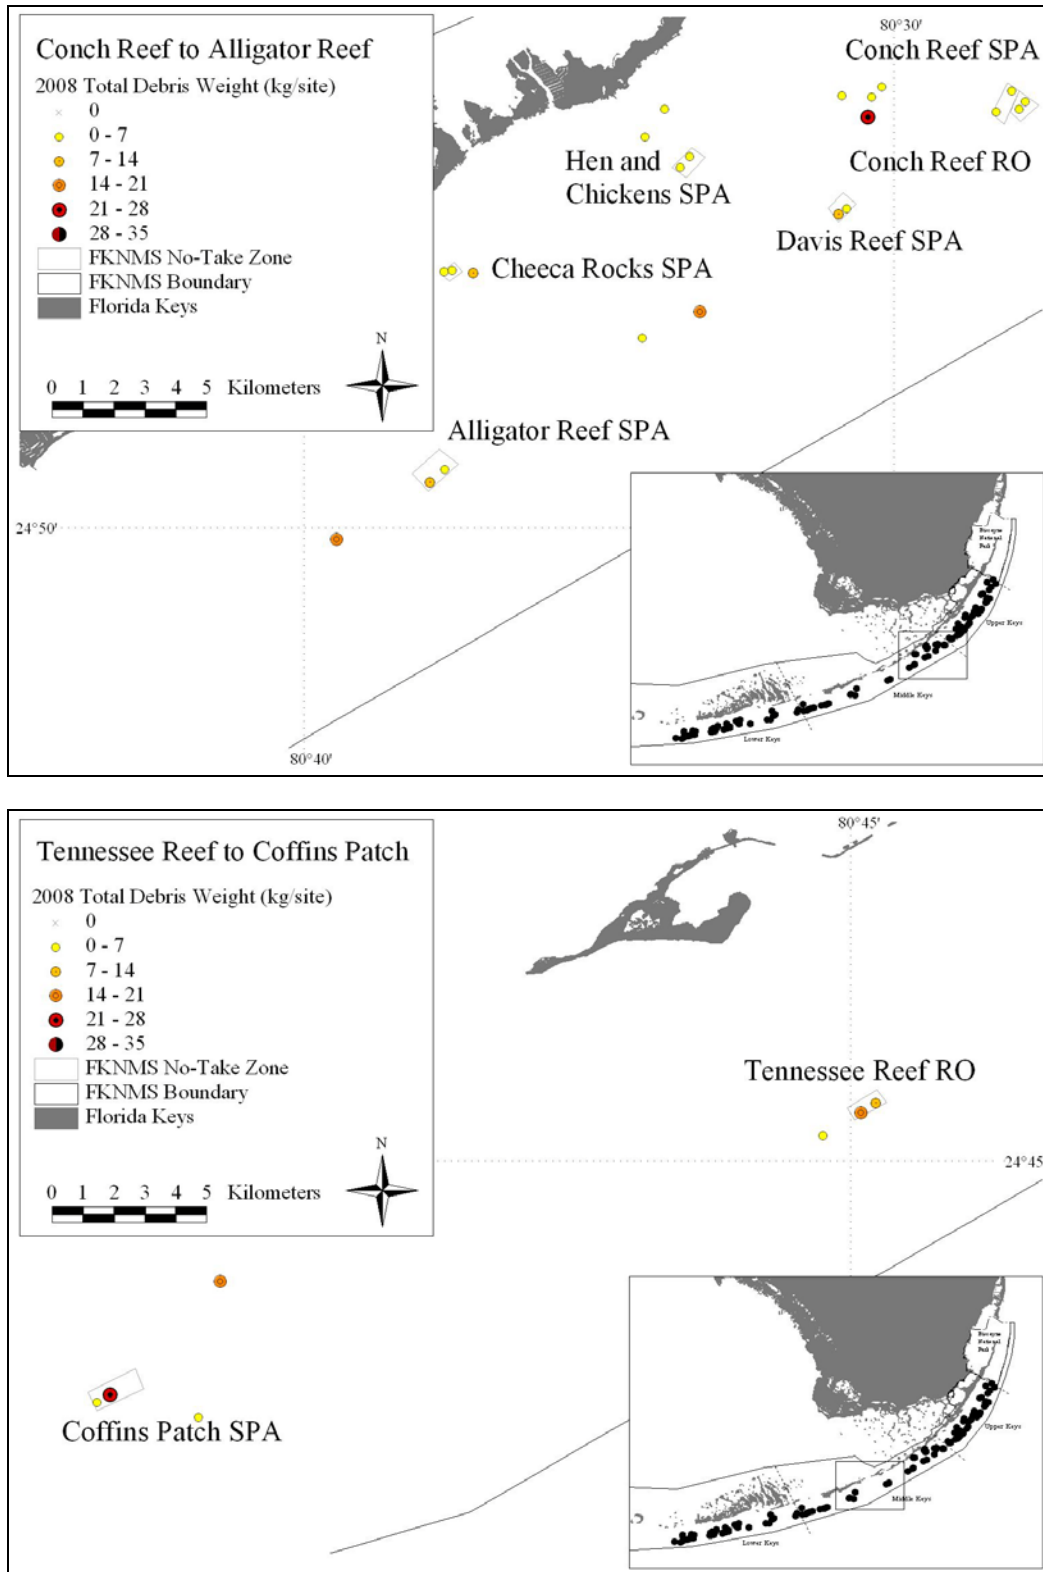 Conch Reef to Alligator Reef
2008 Total Debris Weight (kg/site)
0
0 - 7
7 - 14
14 - 21
21 - 28
28 - 35
FKNMS No-Take Zone
FKNMS Boundary
Florida Keys
N
0 1 2 3 4 5 Kilometers
80°30'
Conch Reef SPA
Hen and
Chickens SPA
Conch Reef RO
Davis Reef SPA
Cheeca Rocks SPA
Alligator Reef SPA
24°50'
80°40'
Biscayne
National
Park
Upper Keys
Middle Keys
Lower Keys
Tennessee Reef to Coffins Patch
2008 Total Debris Weight (kg/site)
0
0 - 7
7 - 14
14 - 21
21 - 28
28 - 35
FKNMS No-Take Zone
FKNMS Boundary
Florida Keys
N
0 1 2 3 4 5 Kilometers
80°45'
Tennessee Reef RO
24°45
Coffins Patch SPA
Biscayne
National
Park
Upper Keys
Middle Keys
Lower Keys